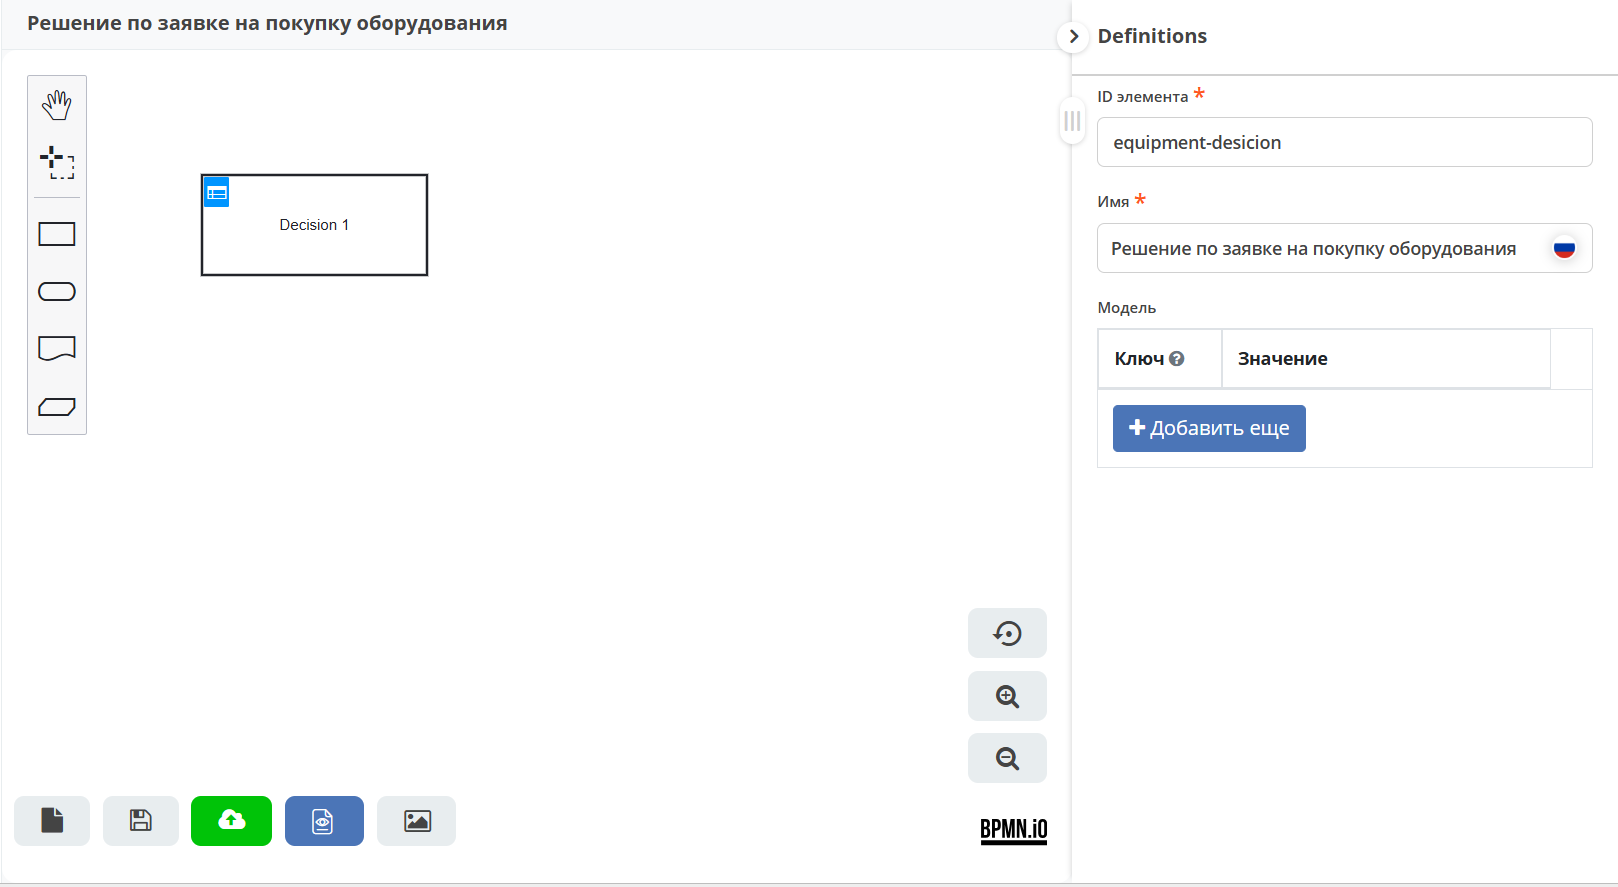 Решение по заявке на покупку оборудования
Decision 1
BPMN.iO
Definitions
ID элемента *
equipment-desicion
Имя *
Решение по заявке на покупку оборудования
Модель
Ключ ?
Значение
+ Добавить еще